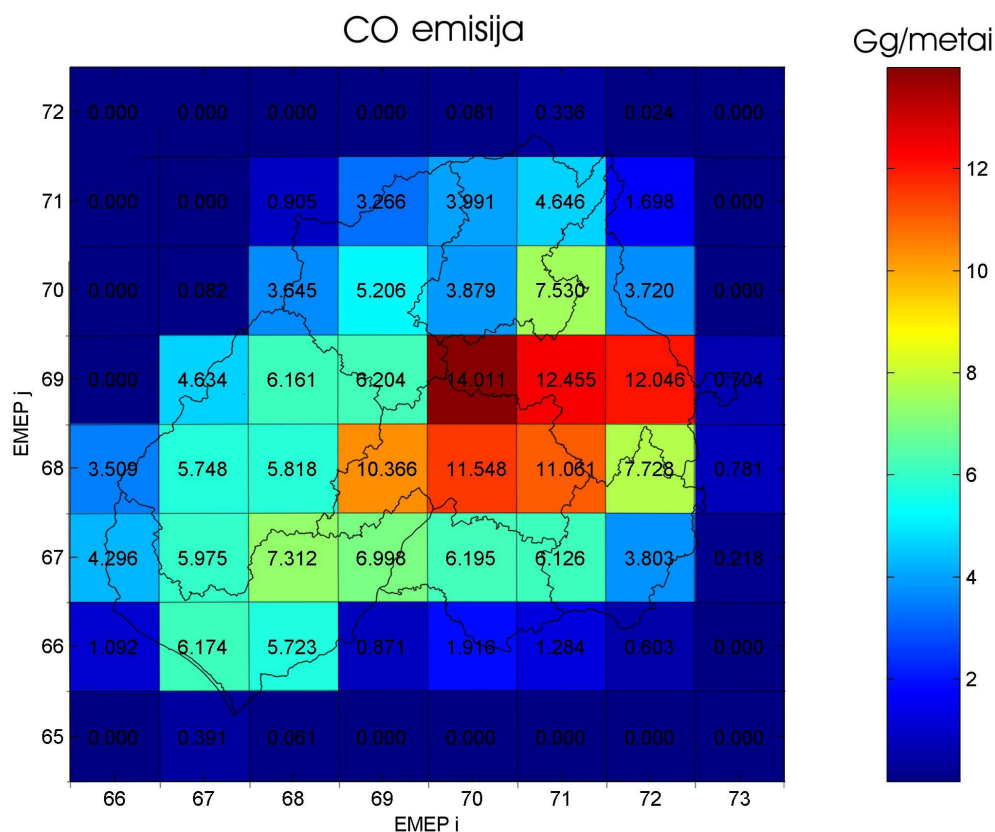 CO emisija
Gg/metai
72 0.000 0.000 0.000 0.000 0.081 0.336 0.024 0.000
71 0.000 0.000 0.905 3.266 3.991 4.646 1.698 0.000
70 0.000 0.082 3.645 5.206 3.879 7.530 3.720 0.000
69 0.000 4.634 6.161 6.204 14.011 12.455 12.046 0.704
68 3.509 5.748 5.818 10.366 11.548 11.061 7.728 0.781
67 4.296 5.975 7.312 6.998 6.195 6.126 3.803 0.218
66 1.092 6.174 5.723 0.871 1.916 1.284 0.603 0.000
65 0.000 0.391 0.061 0.000 0.000 0.000 0.000 0.000
66 67 68 69 70 71 72 73
EMEP i
EMEP j
12
10
8
6
4
2